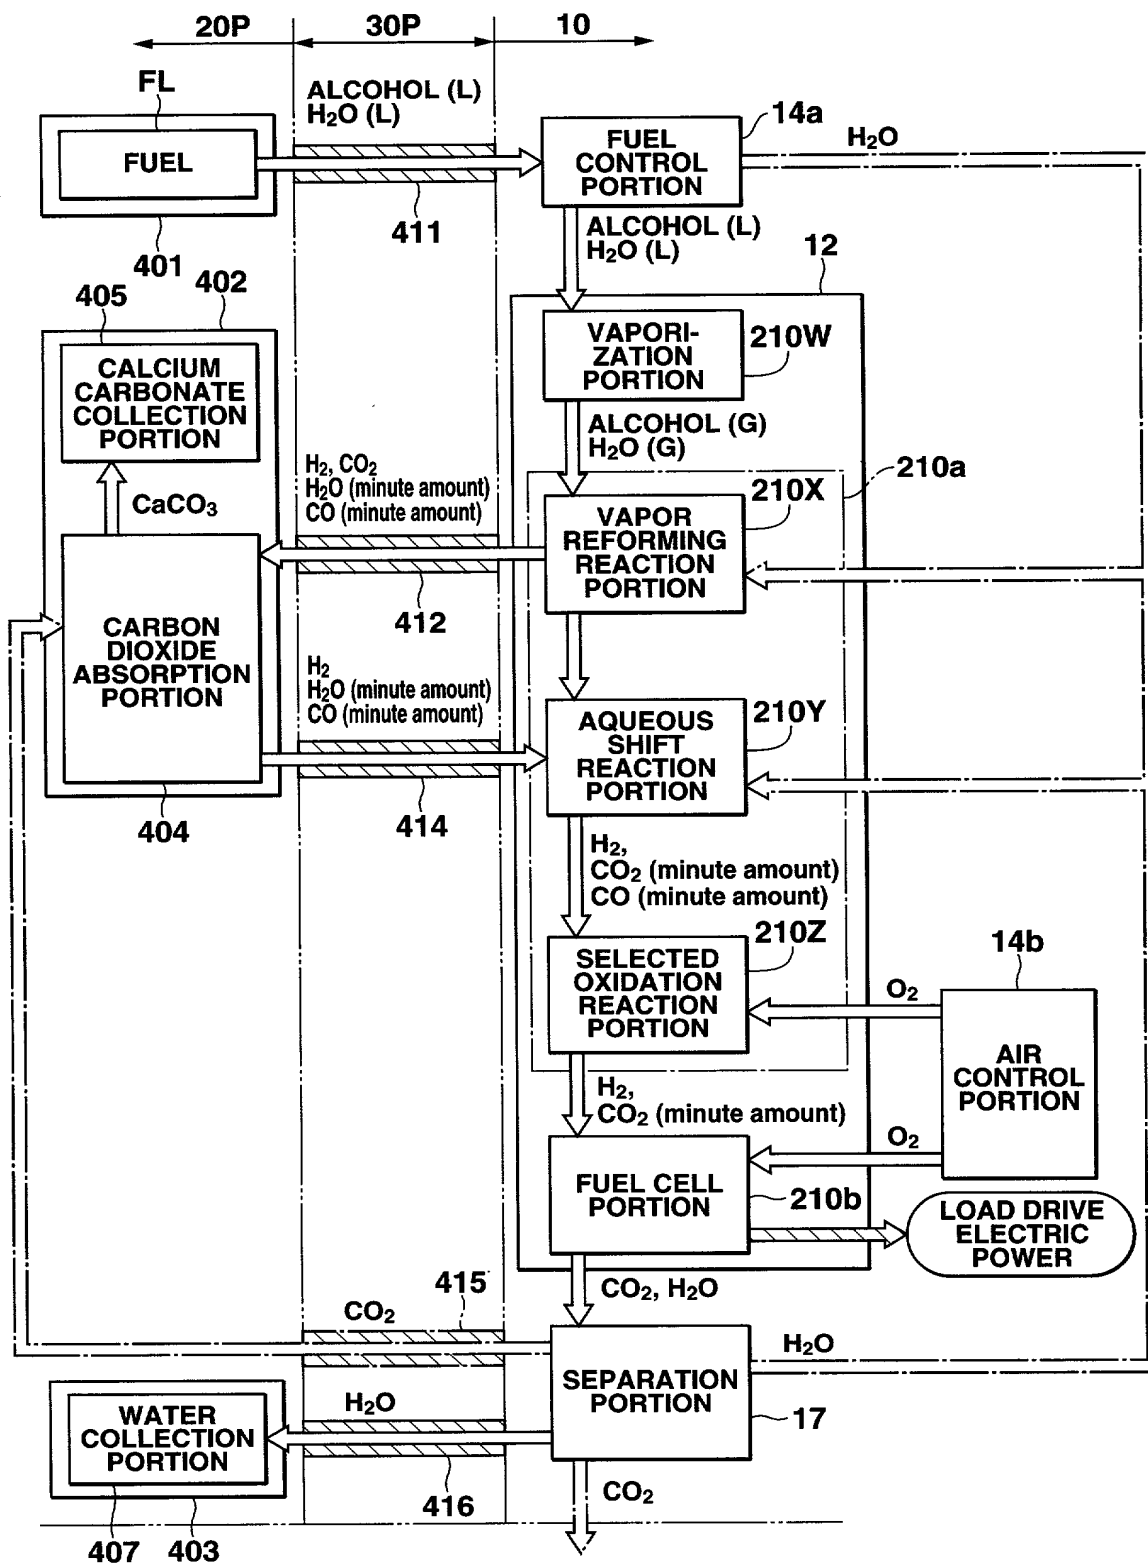 20P
30P
10
FL
FUEL
401
ALCOHOL (L)
H2O (L)
411
14a
FUEL
CONTROL
PORTION
H2O
ALCOHOL (L)
H2O (L)
12
405
402
CALCIUM
CARBONATE
COLLECTION
PORTION
CaCO3
VAPORI-
ZATION
PORTION
210W
ALCOHOL (G)
H2O (G)
210a
H2, CO2
H2O (minute amount)
CO (minute amount)
412
VAPOR
REFORMING
REACTION
PORTION
210X
CARBON
DIOXIDE
ABSORPTION
PORTION
404
H2
H2O (minute amount)
CO (minute amount)
414
AQUEOUS
SHIFT
REACTION
PORTION
210Y
H2,
CO2 (minute amount)
CO (minute amount)
SELECTED
OXIDATION
REACTION
PORTION
210Z
O2
14b
AIR
CONTROL
PORTION
H2,
CO2 (minute amount)
O2
FUEL CELL
PORTION
210b
LOAD DRIVE
ELECTRIC
POWER
CO2, H2O
415
CO2
SEPARATION
PORTION
17
H2O
H2O
416
WATER
COLLECTION
PORTION
407
403
CO2